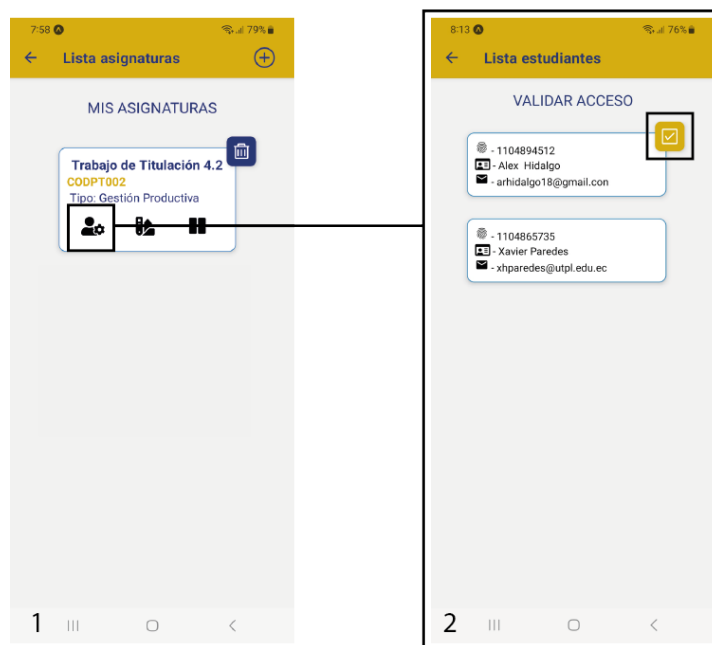 7:58
79%
Lista asignaturas
MIS ASIGNATURAS
Trabajo de Titulación 4.2
CODPT002
Tipo: Gestión Productiva
1
8:13
76%
Lista estudiantes
VALIDAR ACCESO
- 1104894512
- Alex Hidalgo
- arhidalgo18@gmail.con
- 1104865735
- Xavier Paredes
- xhparedes@utpl.edu.ec
2